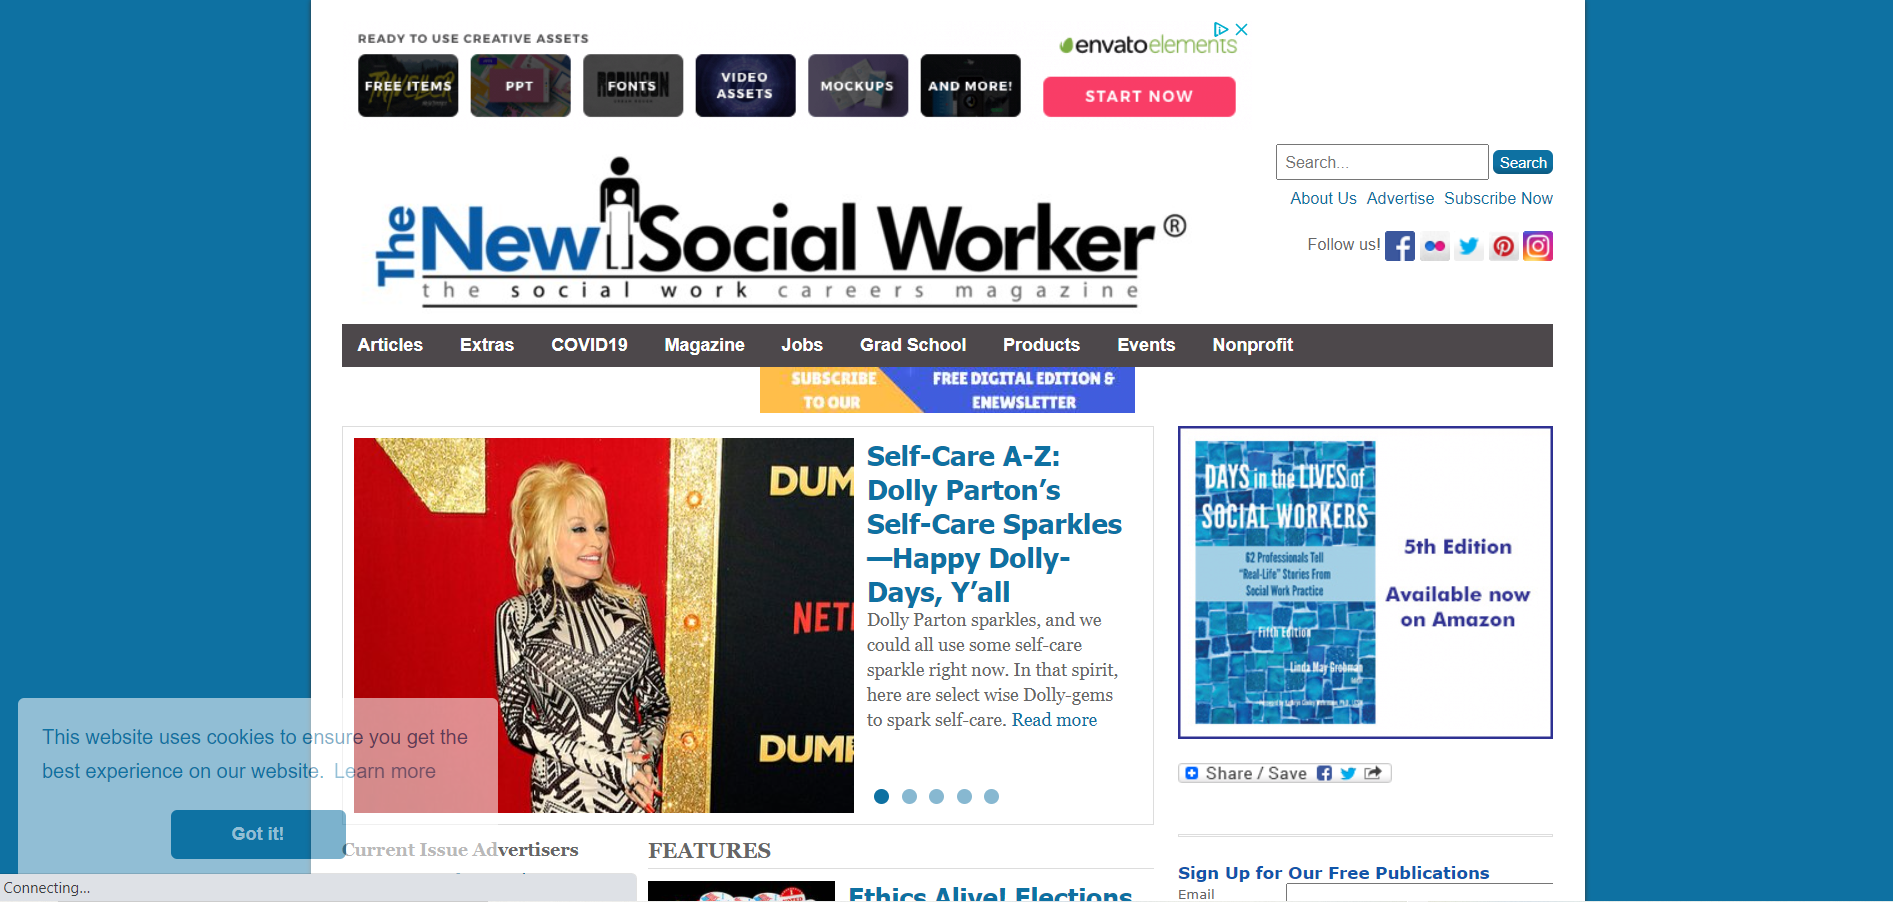 READY TO USE CREATIVE ASSETS
FREE ITEMS
PPT
FONTS
VIDEO
ASSETS
MOCKUPS
AND MORE!
envatoelements
START NOW
Search...
Search
About Us Advertise Subscribe Now
Follow us!
The New Social Worker®
the social work careers magazine
Articles Extras COVID19 Magazine Jobs Grad School Products Events Nonprofit
SUBSCRIBE
TO OUR
FREE DIGITAL EDITION &
ENEWSLETTER
DUM
NET
DUMP
Self-Care A-Z:
Dolly Parton’s
Self-Care Sparkles
—Happy Dolly-
Days, Y’all
Dolly Parton sparkles, and we
could all use some self-care
sparkle right now. In that spirit,
here are select wise Dolly-gems
to spark self-care. Read more
DAYS in the LIVES of
SOCIAL WORKERS
62 Professionals Tell
“Real-Life” Stories From
Social Work Practice
Fifth Edition
Linda May Grobman
5th Edition
Available now
on Amazon
Share / Save
This website uses cookies to ensure you get the
best experience on our website. Learn more
Got it!
Current Issue Advertisers
FEATURES
Ethics Alive! Elections
Sign Up for Our Free Publications
Email
Connecting...